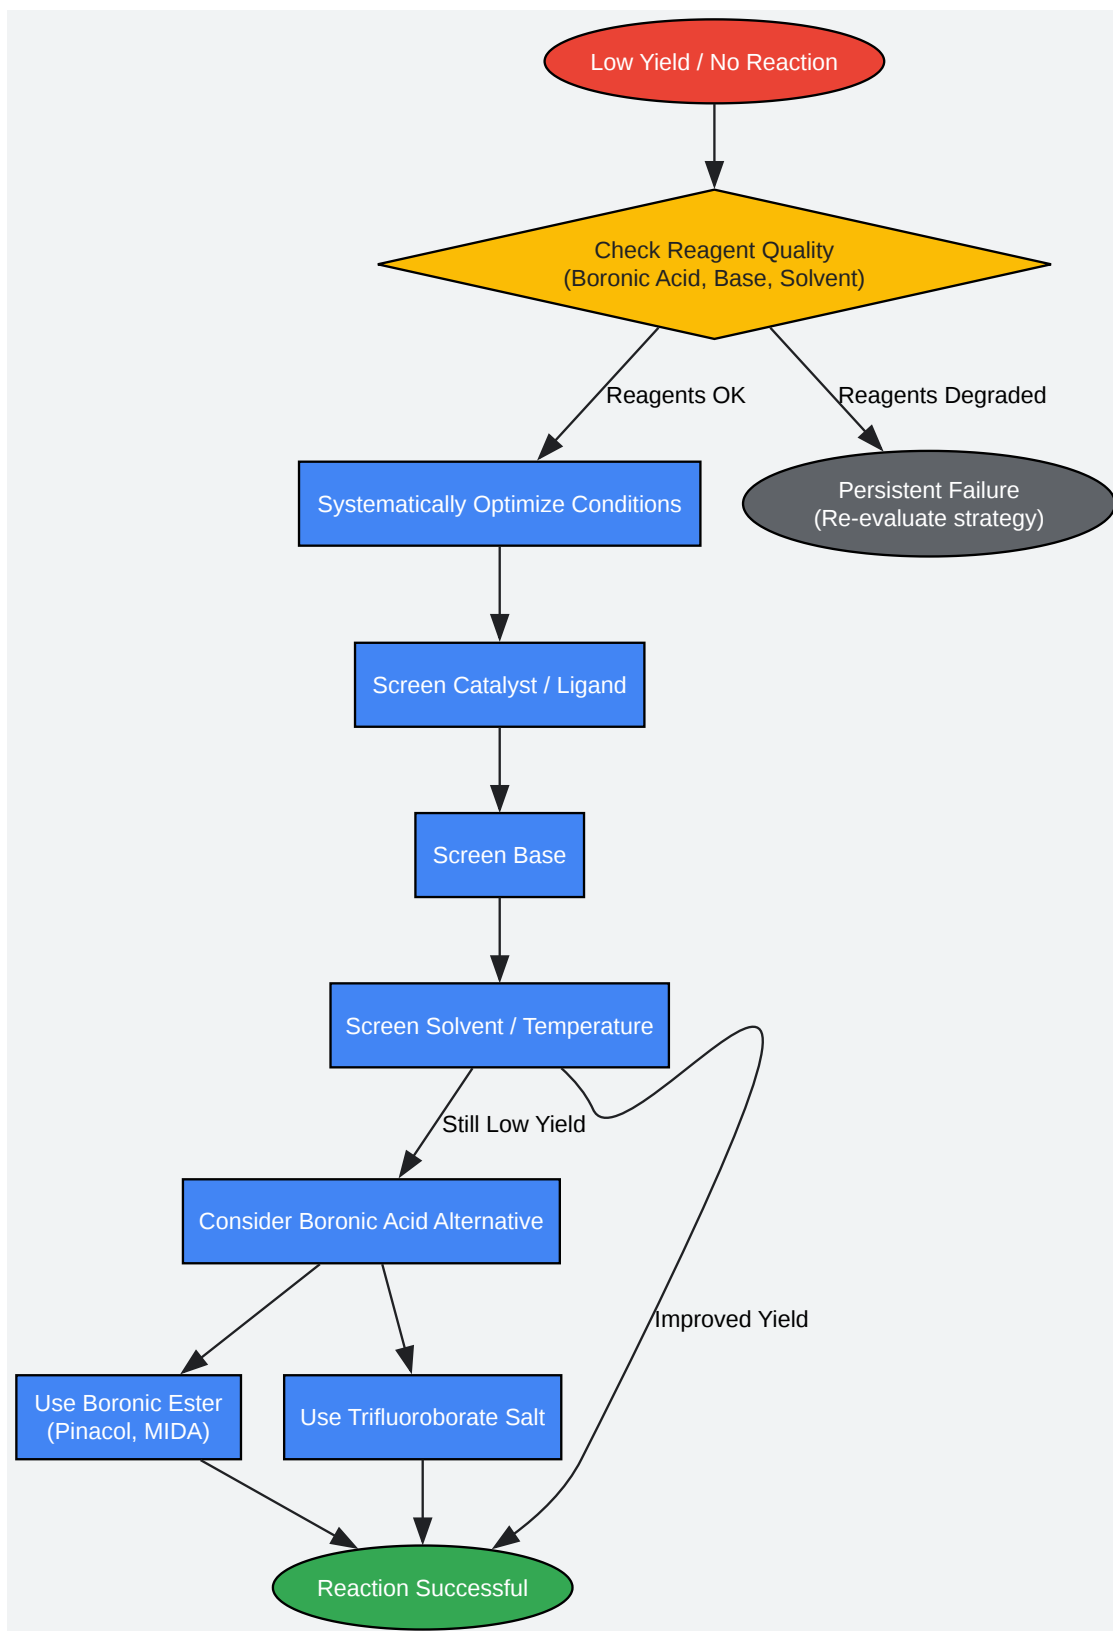 Low Yield / No Reaction
Check Reagent Quality
(Boronic Acid, Base, Solvent)
Reagents OK
Reagents Degraded
Systematically Optimize Conditions
Persistent Failure
(Re-evaluate strategy)
Screen Catalyst / Ligand
Screen Base
Screen Solvent / Temperature
Still Low Yield
Consider Boronic Acid Alternative
Improved Yield
Use Boronic Ester
(Pinacol, MIDA)
Use Trifluoroborate Salt
Reaction Successful